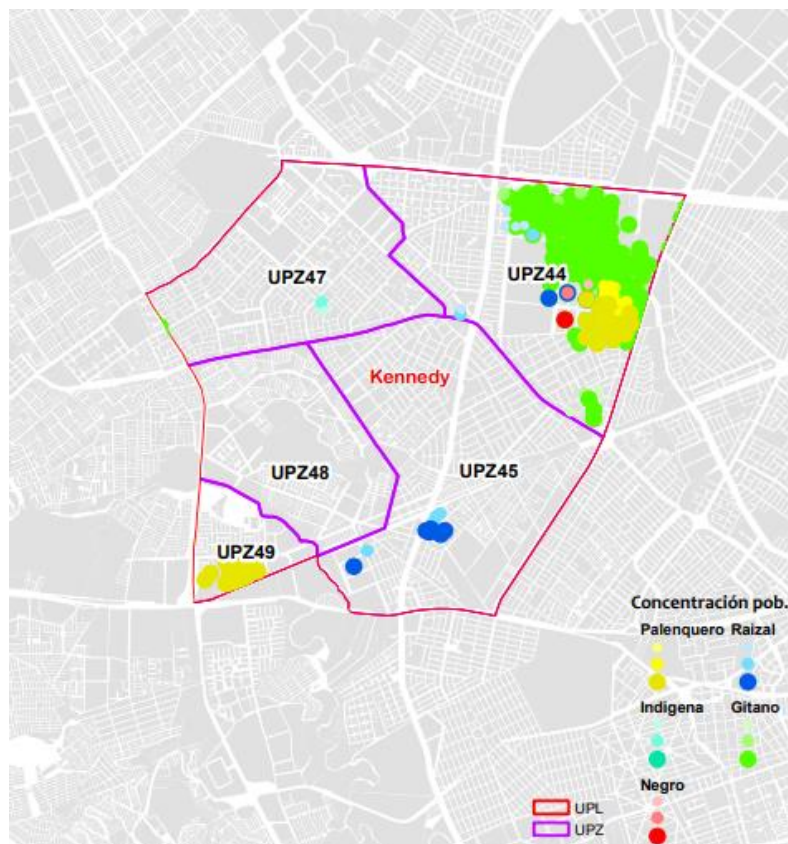 UPZ47
UPZ44
Kennedy
UPZ48
UPZ45
UPZ49
Concentración pob.
Palenquero Raizal
Indigena Gitano
Negro
UPL
UPZ